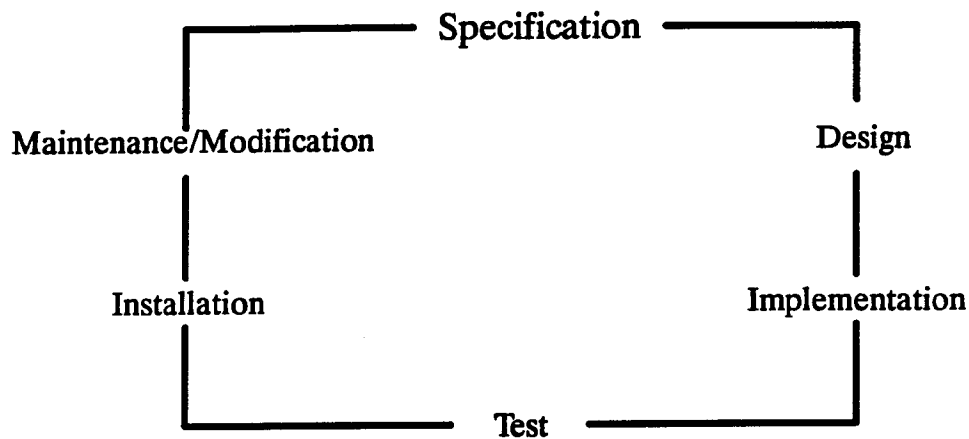 Specification
Maintenance/Modification
Design
Installation
Implementation
Test